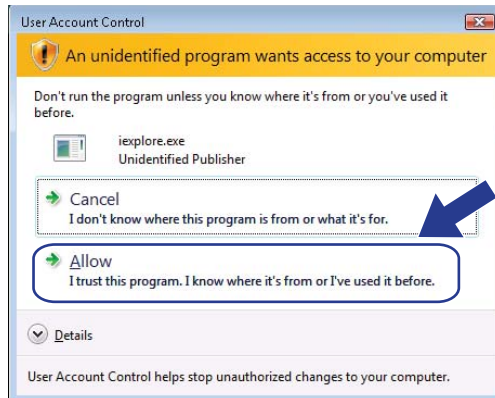 User Account Control
An unidentified program wants access to your computer
Don't run the program unless you know where it's from or you've used it
before.
iexplore.exe
Unidentified Publisher
Cancel
I don't know where this program is from or what it's for.
Allow
I trust this program. I know where it's from or I've used it before.
Details
User Account Control helps stop unauthorized changes to your computer.